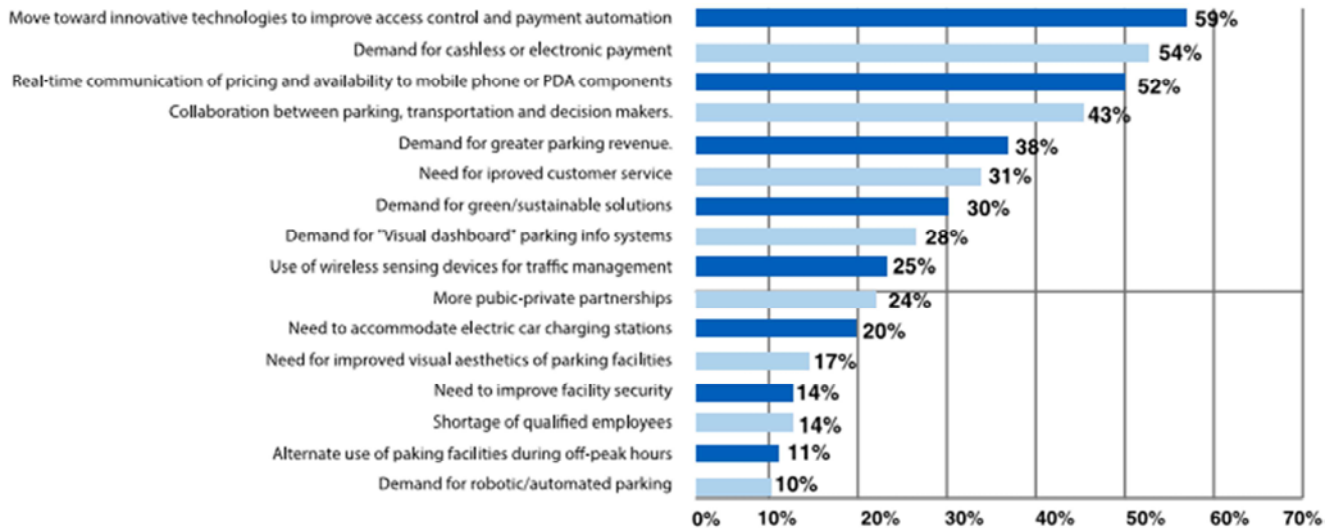 Move toward innovative technologies to improve access control and payment automation 59%
Demand for cashless or electronic payment 54%
Real-time communication of pricing and availability to mobile phone or PDA components 52%
Collaboration between parking, transportation and decision makers. 43%
Demand for greater parking revenue. 38%
Need for iproved customer service 31%
Demand for green/sustainable solutions 30%
Demand for "Visual dashboard" parking info systems 28%
Use of wireless sensing devices for traffic management 25%
More pubic-private partnerships 24%
Need to accommodate electric car charging stations 20%
Need for improved visual aesthetics of parking facilities 17%
Need to improve facility security 14%
Shortage of qualified employees 14%
Alternate use of paking facilities during off-peak hours 11%
Demand for robotic/automated parking 10%
0% 10% 20% 30% 40% 50% 60% 70%